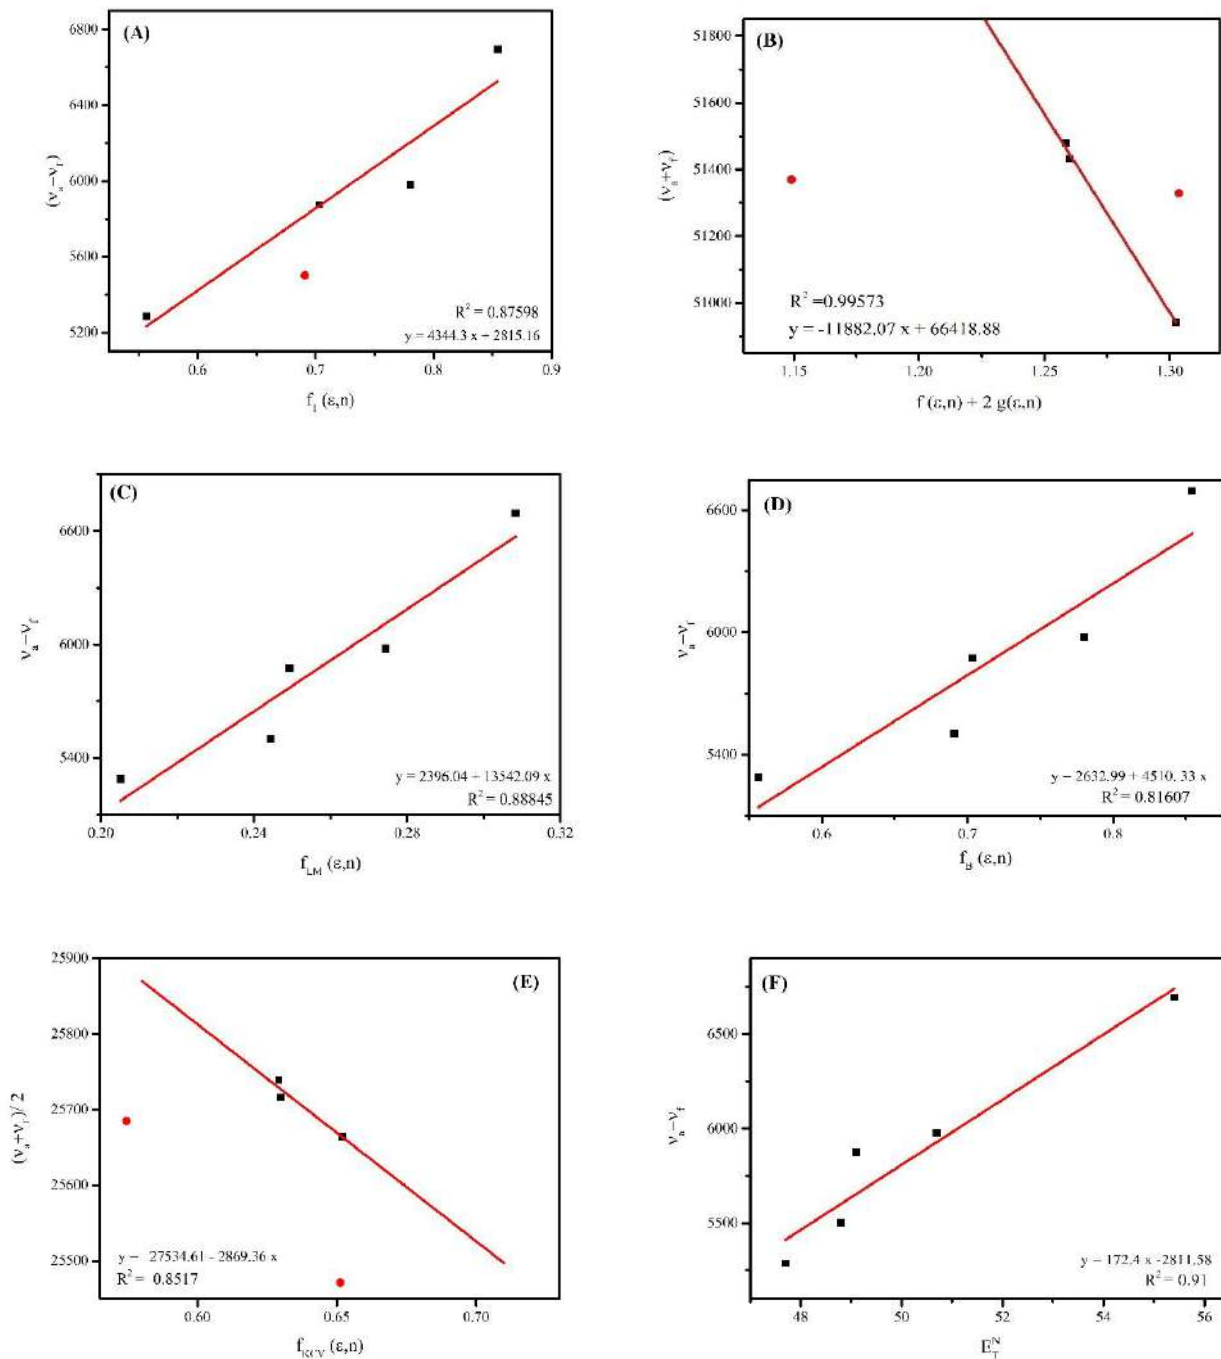 (A)
6800
6400
6000
5600
5200
(νa−νf)
R² = 0.87598
y = 4344.3 x + 2815.16
0.6 0.7 0.8 0.9
f₁ (ε,n)
(B)
51800
51600
51400
51200
51000
(νa+νf)
R² =0.99573
y = -11882.07 x + 66418.88
1.15 1.20 1.25 1.30
f (ε,n) + 2 g(ε,n)
(C)
6600
6000
5400
νa−νf
y = 2396.04 + 13542.09 x
R² = 0.88845
0.20 0.24 0.28 0.32
fLM (ε,n)
(D)
6600
6000
5400
νa−νf
y = 2632.99 + 4510.33 x
R² = 0.81607
0.6 0.7 0.8
fB (ε,n)
(E)
25900
25800
25700
25600
25500
(νa+νf)/ 2
y = 27534.61 - 2869.36 x
R² = 0.8517
0.60 0.65 0.70
fKCV (ε,n)
(F)
6500
6000
5500
νa−νf
y = 172.4 x -2811.58
R² = 0.91
48 50 52 54 56
E_T^N